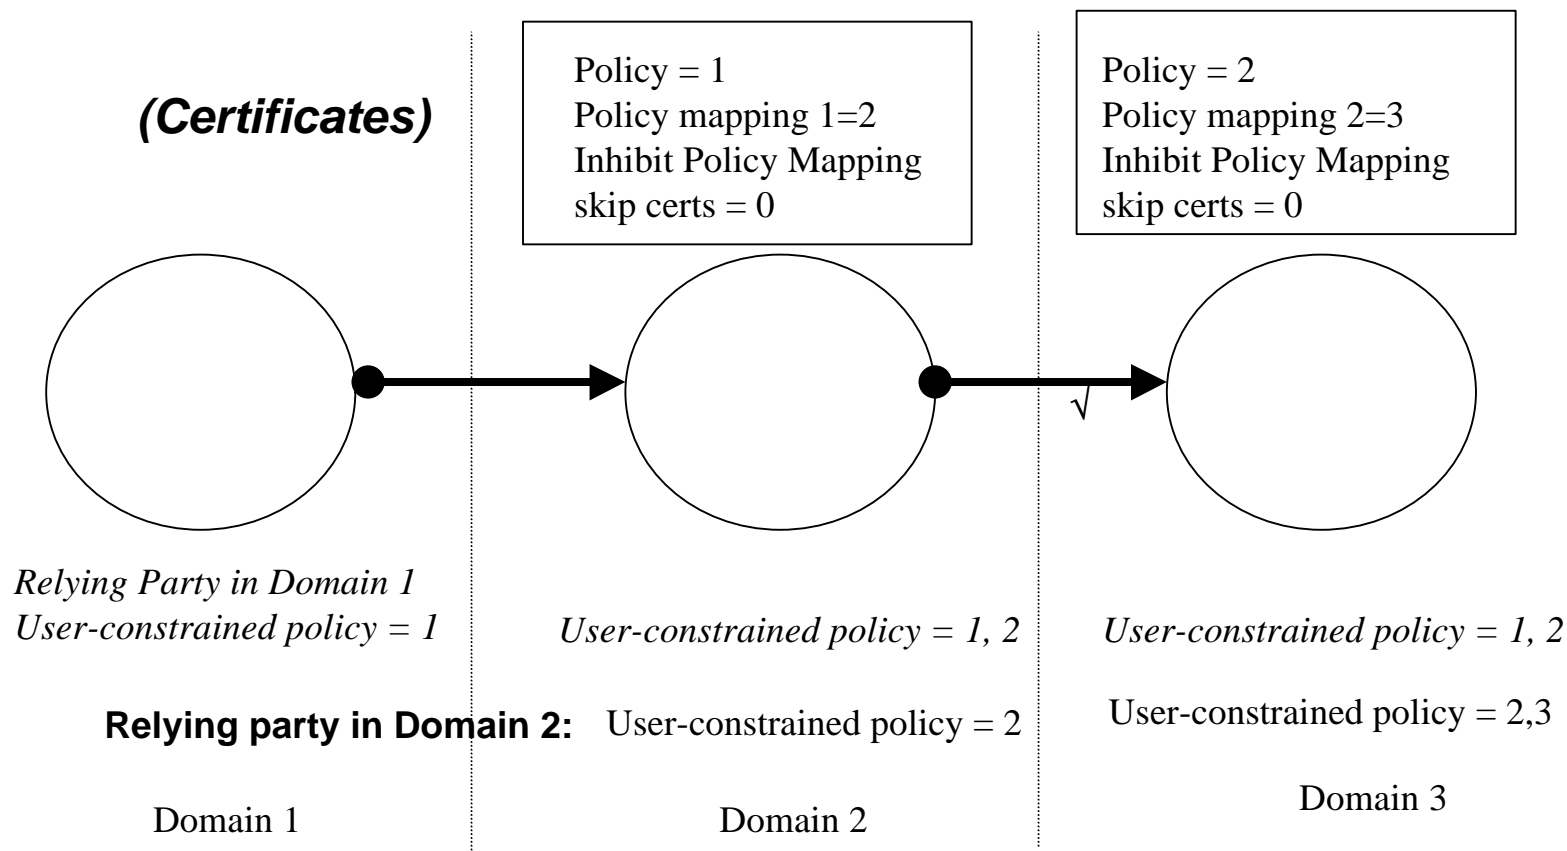 (Certificates)
Policy = 1
Policy mapping 1=2
Inhibit Policy Mapping
skip certs = 0
Policy = 2
Policy mapping 2=3
Inhibit Policy Mapping
skip certs = 0
√
Relying Party in Domain 1
User-constrained policy = 1
User-constrained policy = 1, 2
User-constrained policy = 1, 2
Relying party in Domain 2:
User-constrained policy = 2
User-constrained policy = 2,3
Domain 1
Domain 2
Domain 3